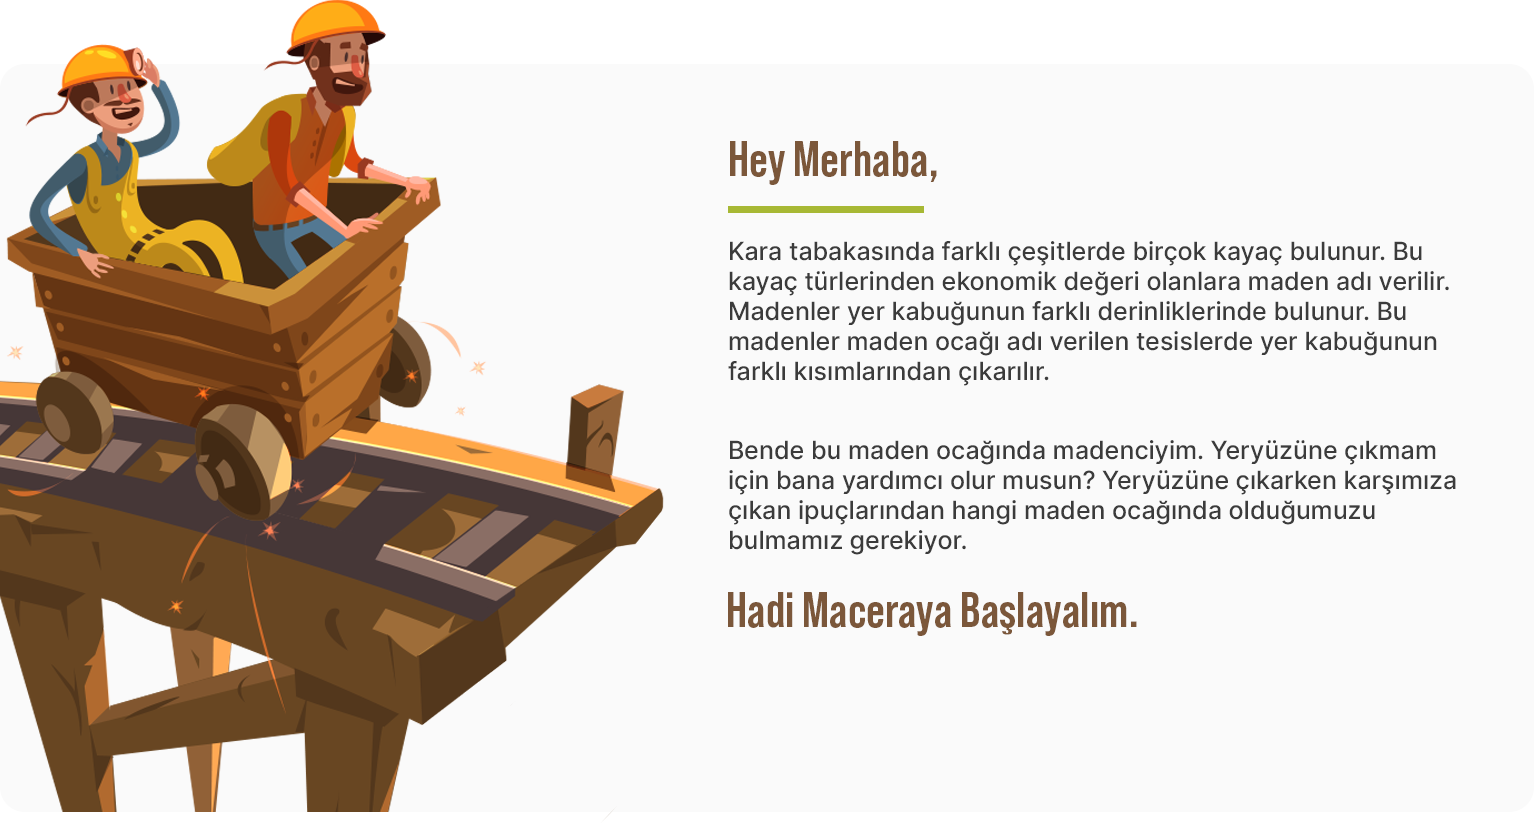 Hey Merhaba,
Kara tabakasında farklı çeşitlerde birçok kayaç bulunur. Bu
kayaç türlerinden ekonomik değeri olanlara maden adı verilir.
Madenler yer kabuğunun farklı derinliklerinde bulunur. Bu
madenler maden ocağı adı verilen tesislerde yer kabuğunun
farklı kısımlarından çıkarılır.
Bende bu maden ocağında madenciyim. Yeryüzüne çıkmam
için bana yardımcı olur musun? Yeryüzüne çıkarken karşımıza
çıkan ipuçlarından hangi maden ocağında olduğumuzu
bulmamız gerekiyor.
Hadi Maceraya Başlayalım.